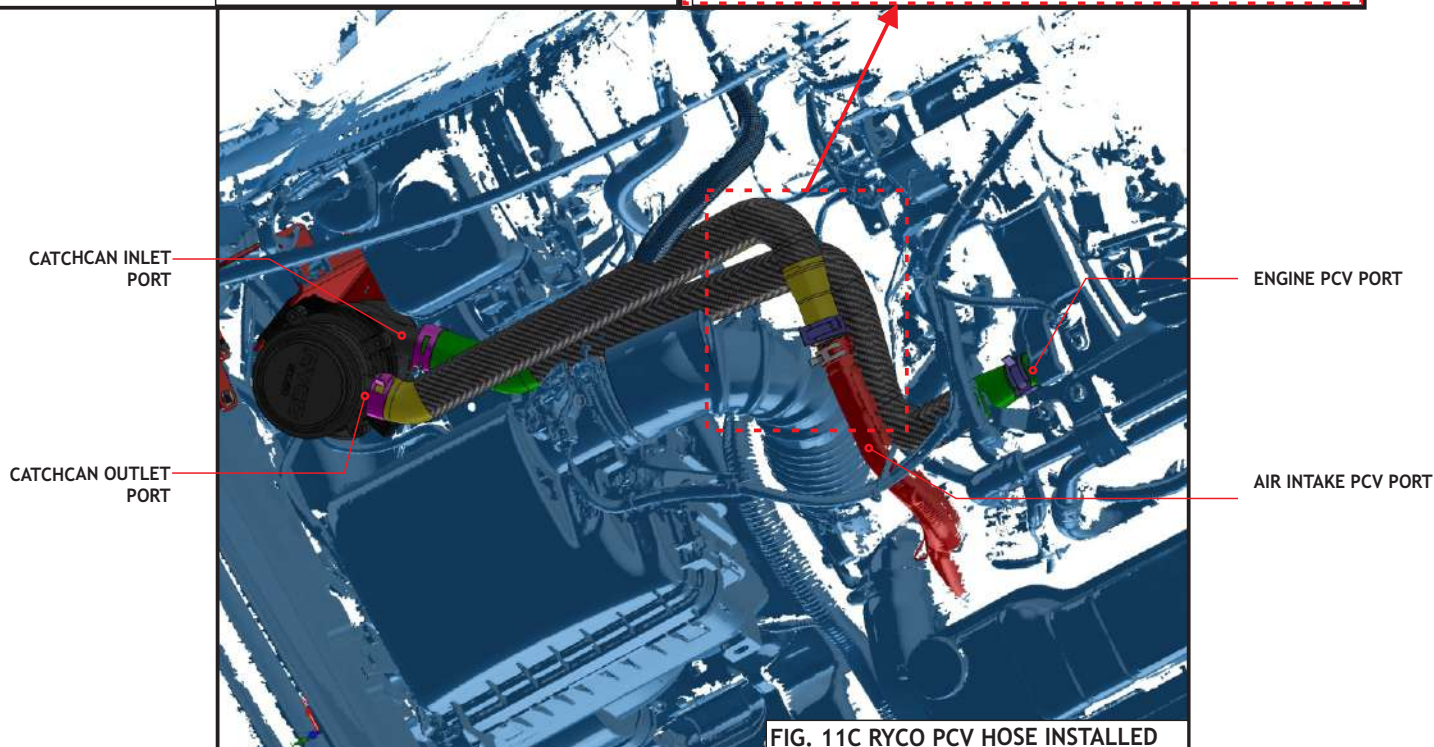 CATCHCAN INLET
PORT
ENGINE PCV PORT
CATCHCAN OUTLET
PORT
AIR INTAKE PCV PORT
FIG. 11C RYCO PCV HOSE INSTALLED